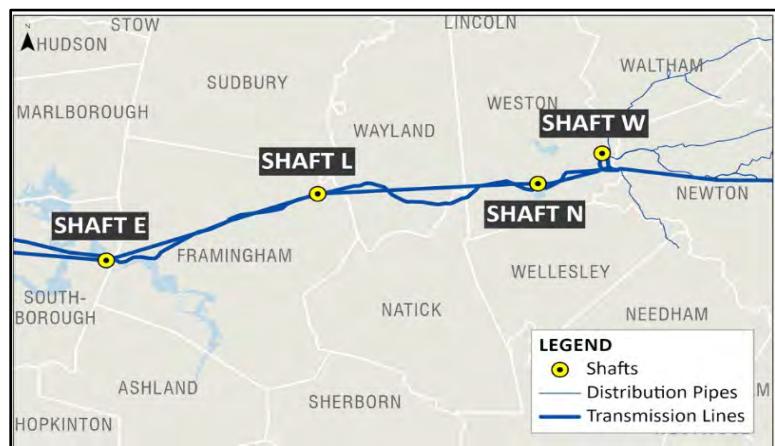 STOW
LINCOLN
N
HUDSON
WALTHAM
SUDBURY
MARLBOROUGH
WESTON
WAYLAND
SHAFT W
SHAFT L
NEWTON
SHAFT N
SHAFT E
FRAMINGHAM
WELLESLEY
SOUTH-
BOROUGH
NATICK
NEEDHAM
LEGEND
Shafts
ASHLAND
Distribution Pipes
SHERBORN
Transmission Lines
HOPKINTON